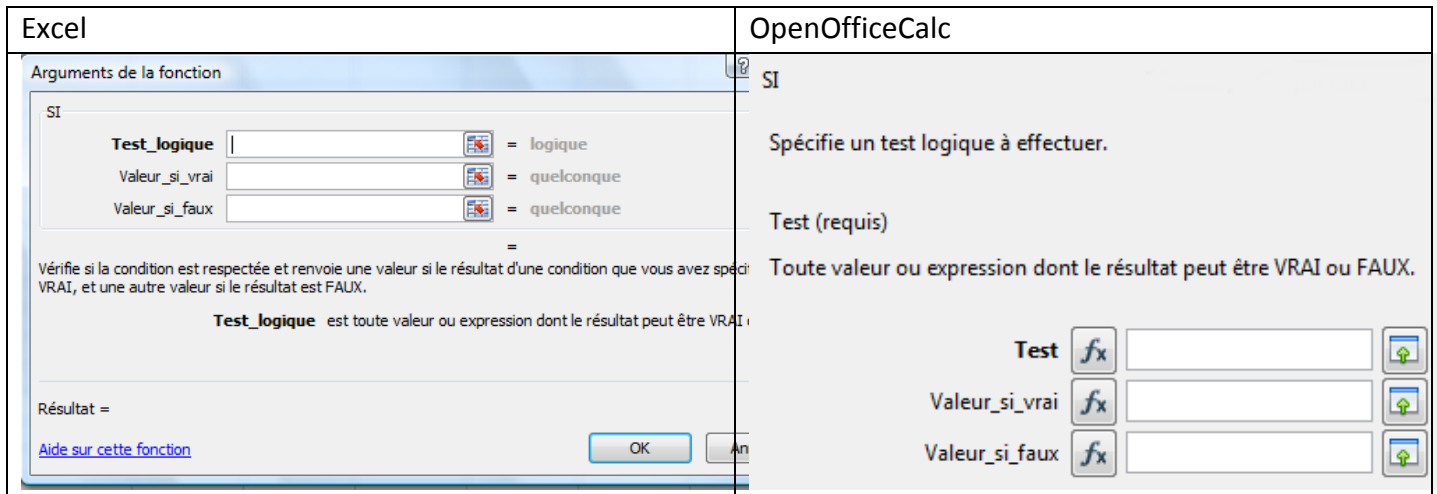 Excel
OpenOfficeCalc
Arguments de la fonction
SI
Test_logique = logique
Valeur_si_vrai = quelconque
Valeur_si_faux = quelconque
=
Vérifie si la condition est respectée et renvoie une valeur si le résultat d'une condition que vous avez
VRAI, et une autre valeur si le résultat est FAUX.
Test_logique est toute valeur ou expression dont le résultat peut être VRAI
Résultat =
Aide sur cette fonction
OK
SI
Spécifie un test logique à effectuer.
Test (requis)
Toute valeur ou expression dont le résultat peut être VRAI ou FAUX.
Test fx
Valeur_si_vrai fx
Valeur_si_faux fx